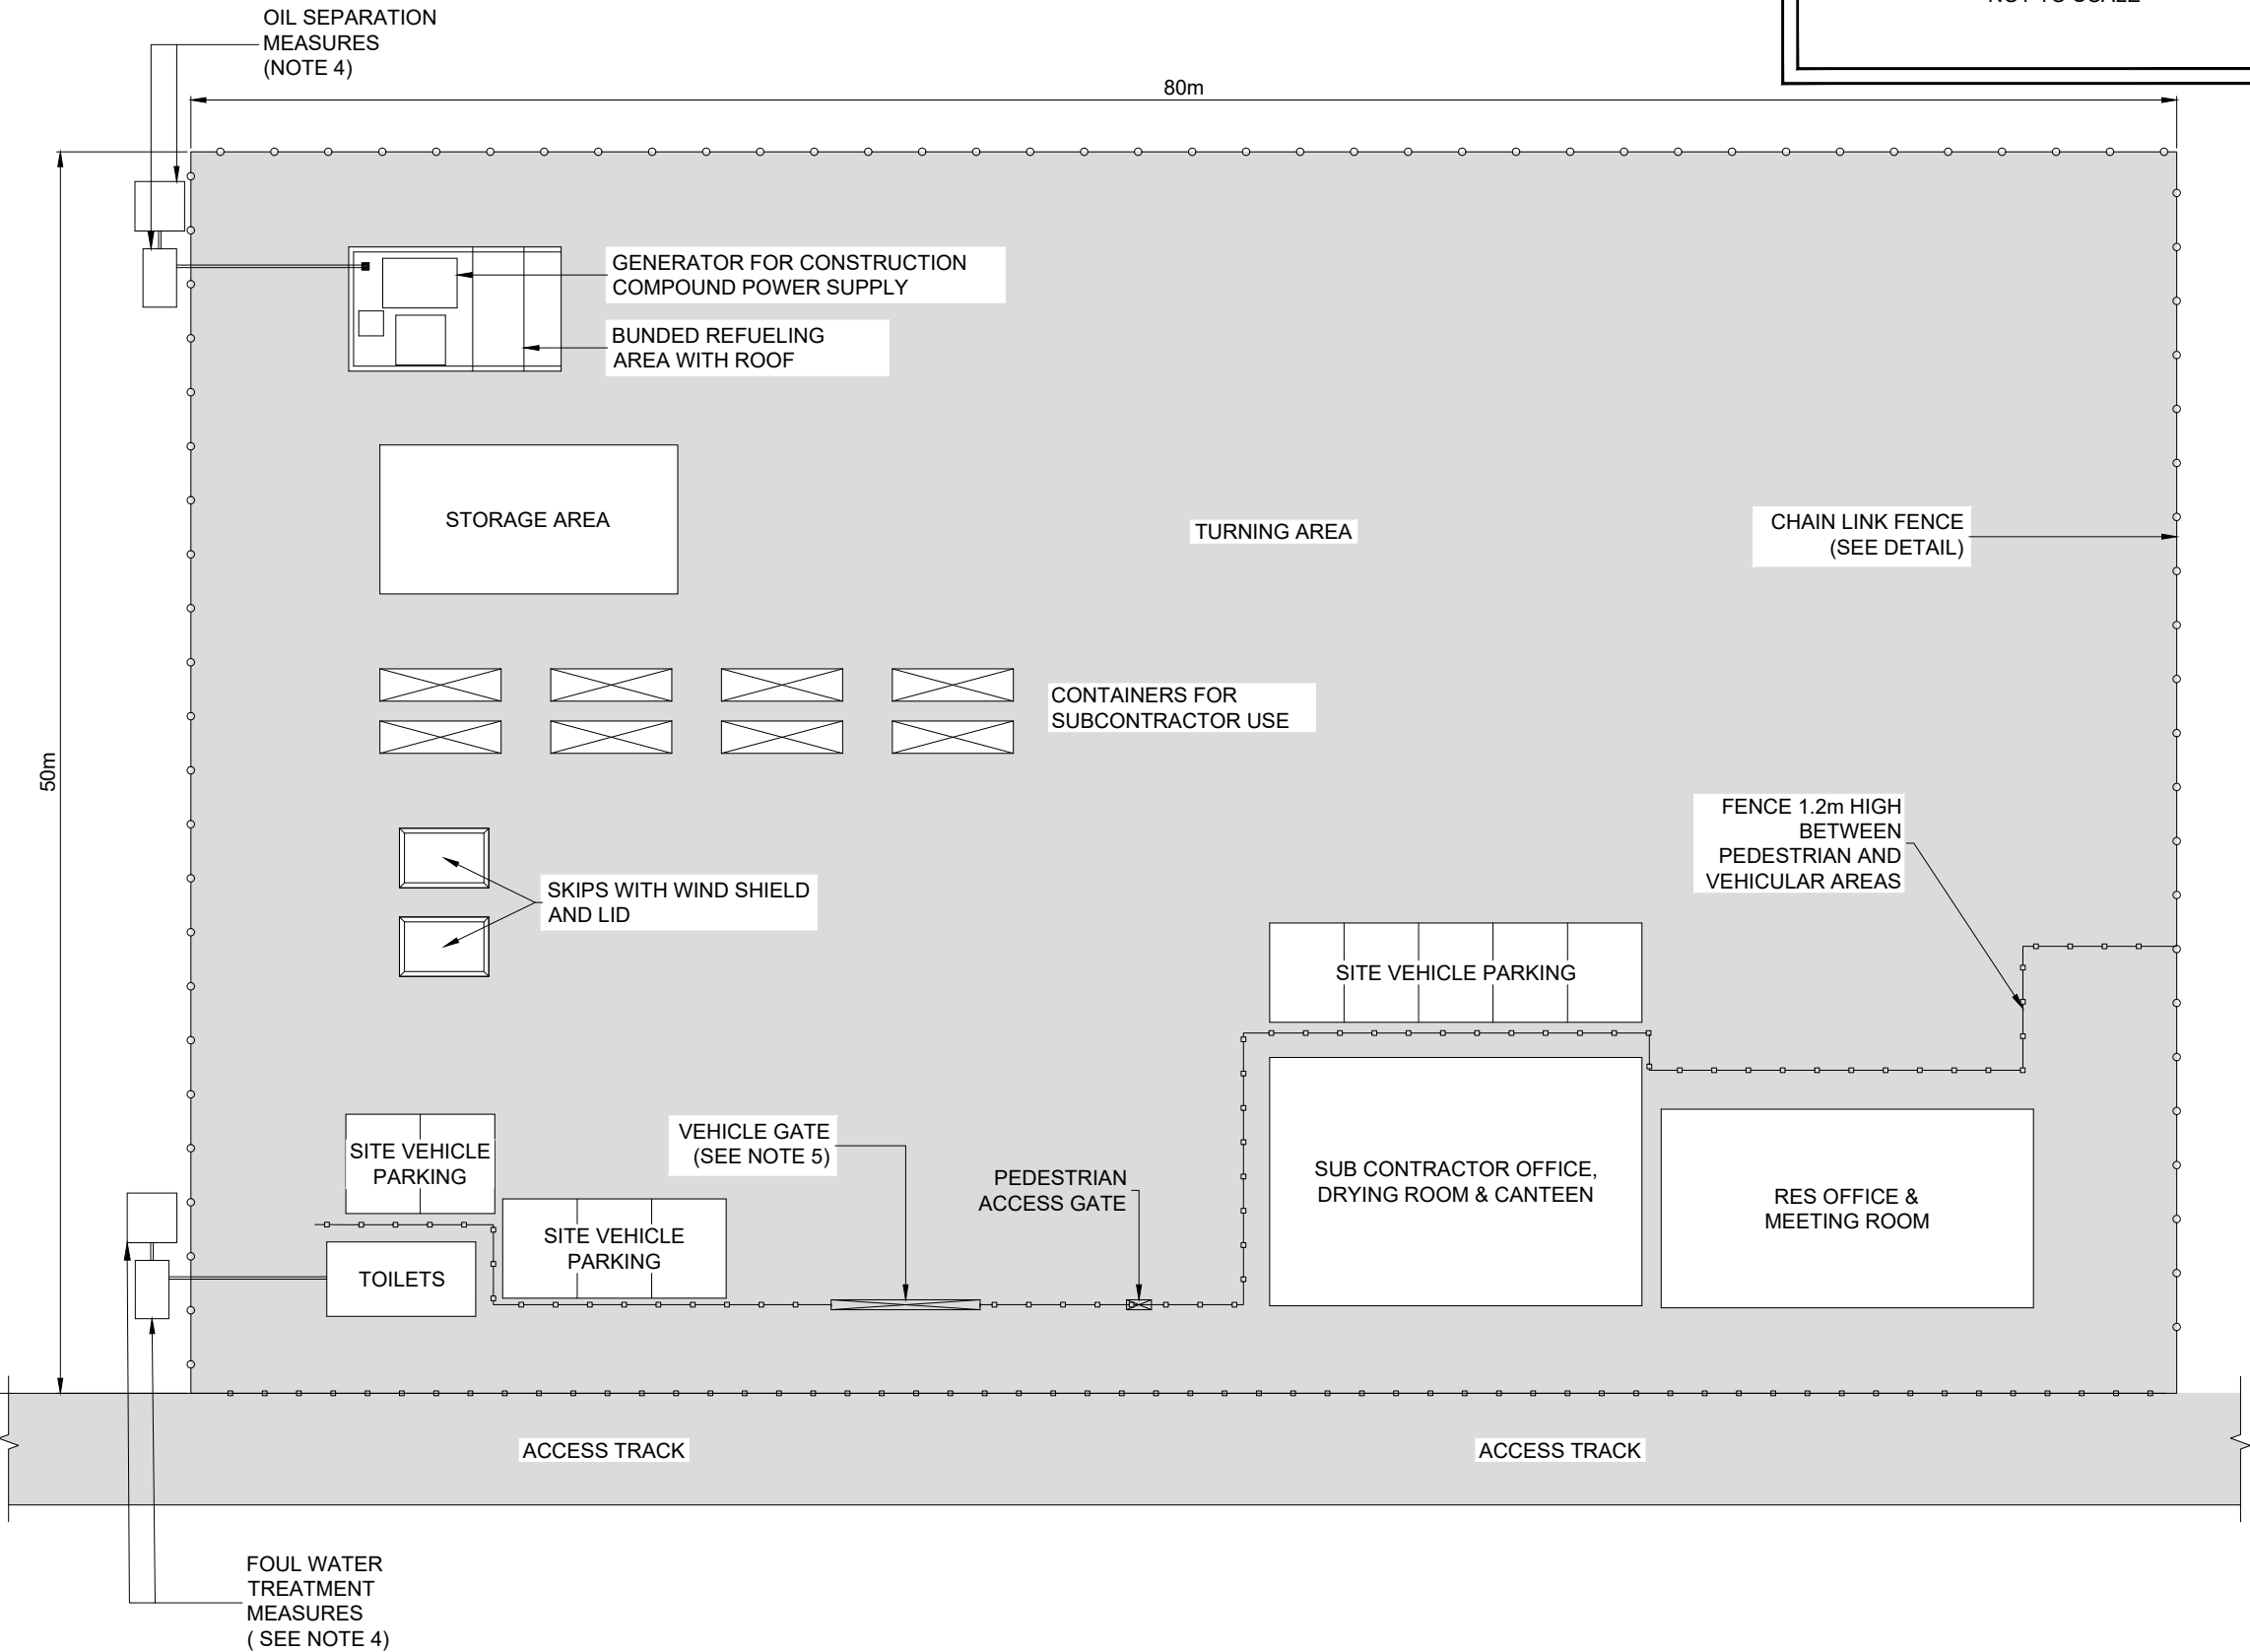 OIL SEPARATION
MEASURES
(NOTE 4)
NOT TO SCALE
80m
GENERATOR FOR CONSTRUCTION
COMPOUND POWER SUPPLY
BUNDED REFUELING
AREA WITH ROOF
STORAGE AREA
TURNING AREA
CHAIN LINK FENCE
(SEE DETAIL)
CONTAINERS FOR
SUBCONTRACTOR USE
50m
FENCE 1.2m HIGH
BETWEEN
PEDESTRIAN AND
VEHICULAR AREAS
SKIPS WITH WIND SHIELD
AND LID
SITE VEHICLE PARKING
SITE VEHICLE
PARKING
VEHICLE GATE
(SEE NOTE 5)
PEDESTRIAN
ACCESS GATE
SUB CONTRACTOR OFFICE,
DRYING ROOM & CANTEEN
RES OFFICE &
MEETING ROOM
SITE VEHICLE
PARKING
TOILETS
ACCESS TRACK
ACCESS TRACK
FOUL WATER
TREATMENT
MEASURES
( SEE NOTE 4)